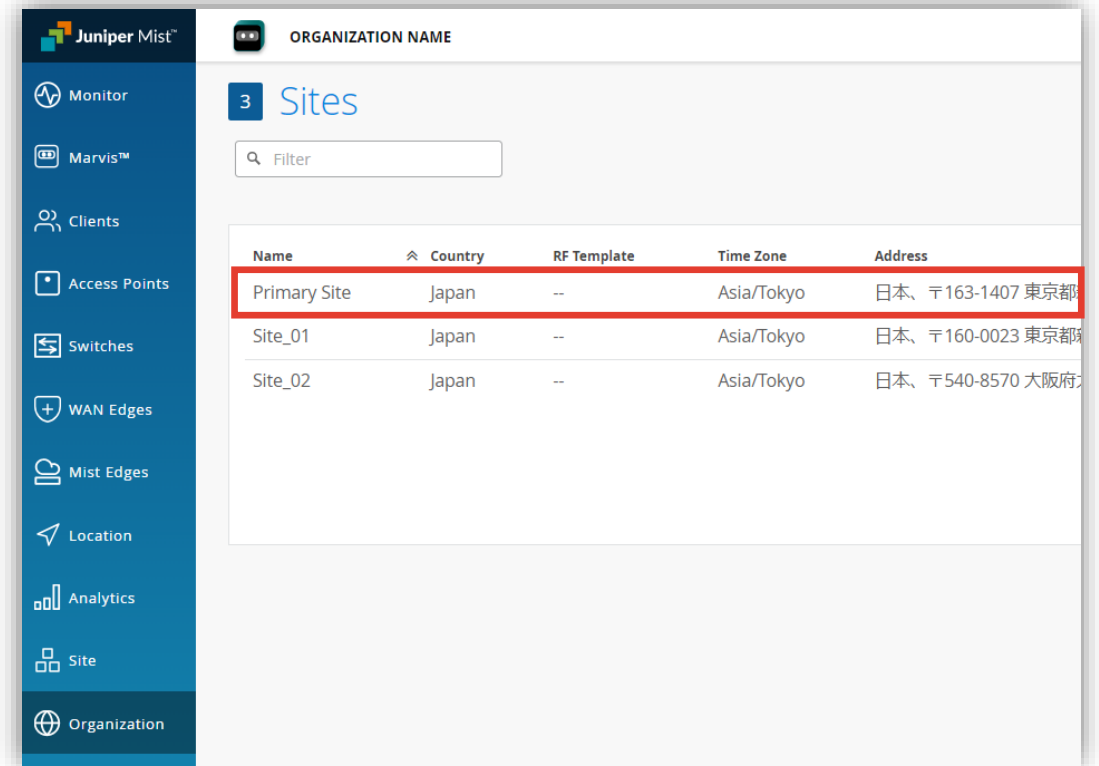 Juniper Mist™
ORGANIZATION NAME
Monitor
Marvis™
Clients
Access Points
Switches
WAN Edges
Mist Edges
Location
Analytics
Site
Organization
3 Sites
Filter
Name Country RF Template Time Zone Address
Primary Site Japan -- Asia/Tokyo 日本、〒163-1407 東京都
Site_01 Japan -- Asia/Tokyo 日本、〒160-0023 東京都
Site_02 Japan -- Asia/Tokyo 日本、〒540-8570 大阪府